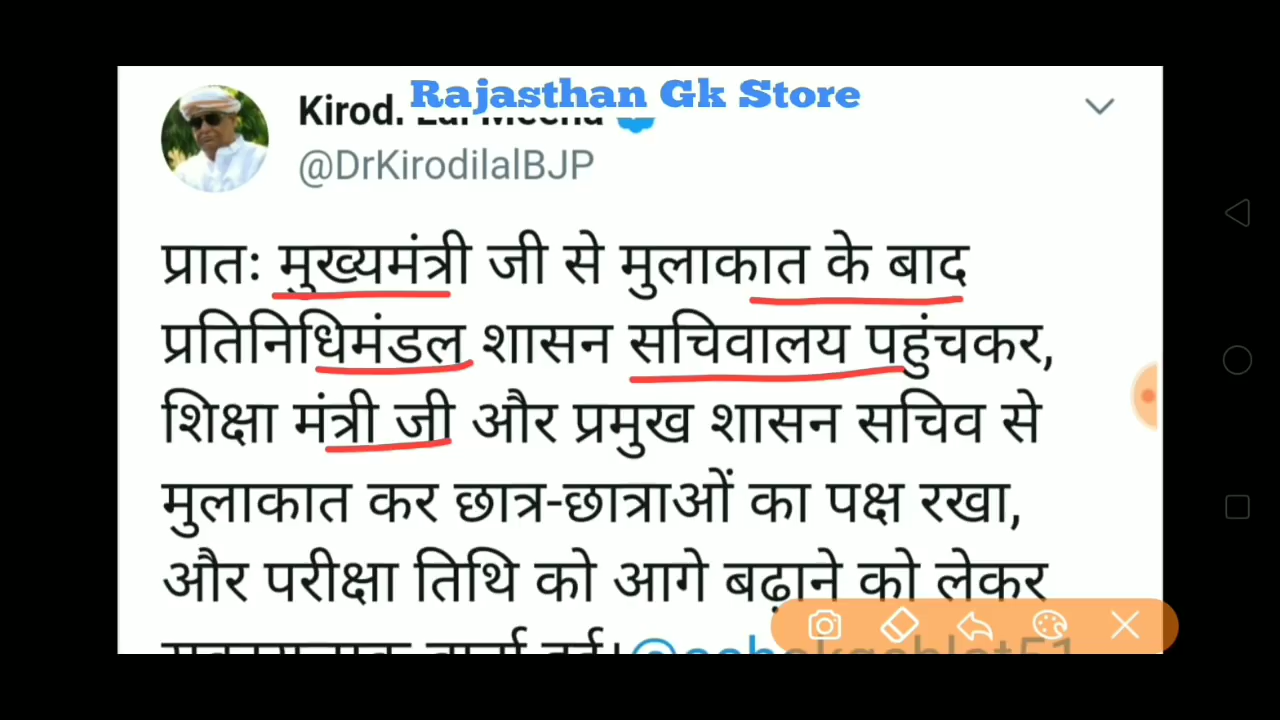 Rajasthan Gk Store
Kirod.
@DrKirodilalBJP
प्रातः मुख्यमंत्री जी से मुलाकात के बाद
प्रतिनिधिमंडल शासन सचिवालय पहुंचकर,
शिक्षा मंत्री जी और प्रमुख शासन सचिव से
मुलाकात कर छात्र-छात्राओं का पक्ष रखा,
और परीक्षा तिथि को आगे बढ़ाने को लेकर